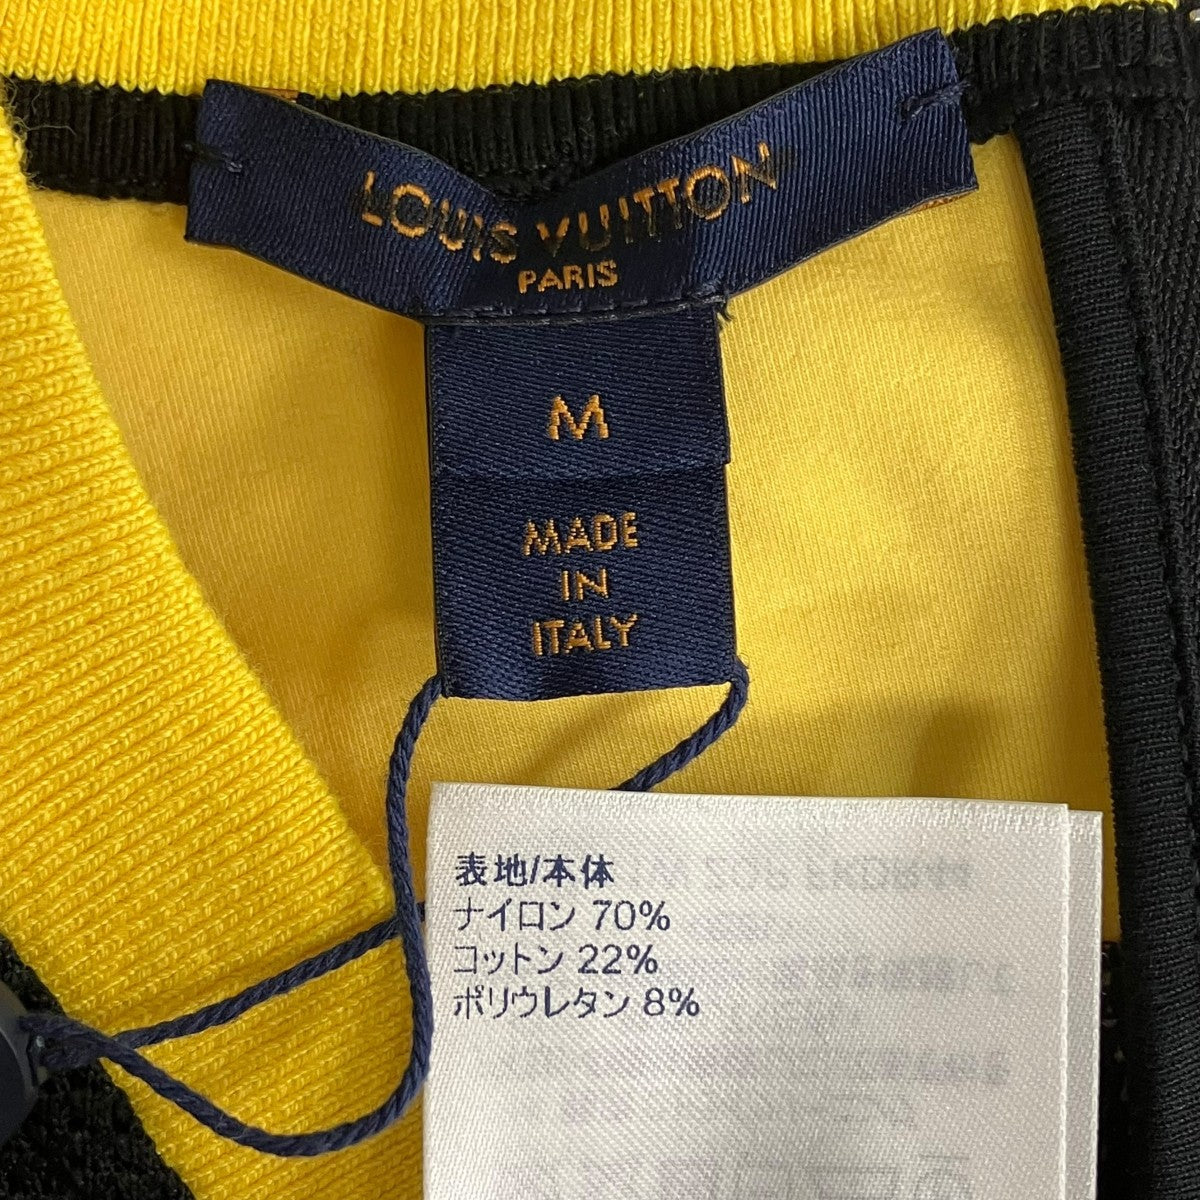 LOUIS VUITTON
PARIS
M
MADE
IN
ITALY
表地/本体
ナイロン 70%
コットン 22%
ポリウレタン 8%